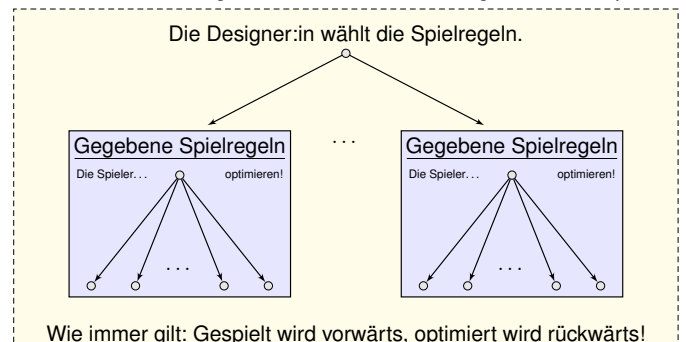 Die Designer:in wählt die Spielregeln.
. . .
Gegebene Spielregeln
Die Spieler. . . optimieren!
. . .
Gegebene Spielregeln
Die Spieler. . . optimieren!
. . .
Wie immer gilt: Gespielt wird vorwärts, optimiert wird rückwärts!